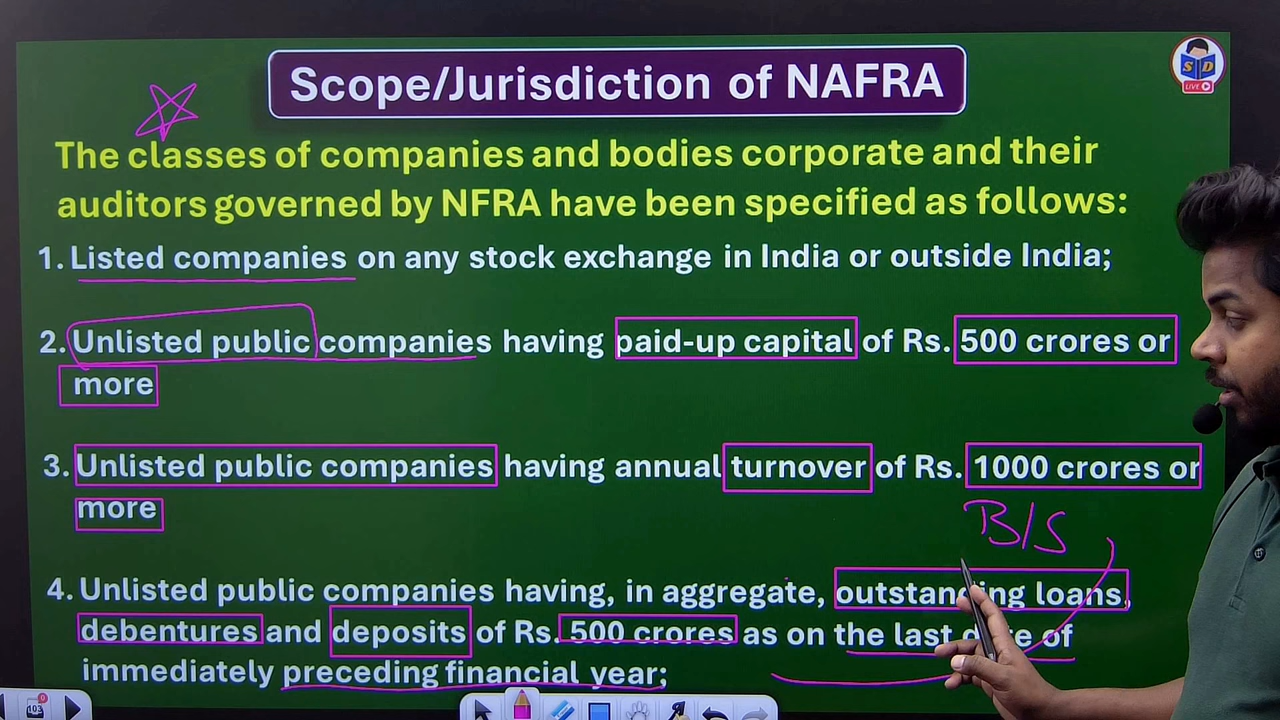 Scope/Jurisdiction of NAFRA
S D
LIVE
The classes of companies and bodies corporate and their
auditors governed by NFRA have been specified as follows:
1. Listed companies on any stock exchange in India or outside India;
2. Unlisted public companies having paid-up capital of Rs. 500 crores or
more
3. Unlisted public companies having annual turnover of Rs. 1000 crores or
more
B/S
4. Unlisted public companies having, in aggregate, outstanding loans,
debentures and deposits of Rs. 500 crores as on the last date of
immediately preceding financial year;
103